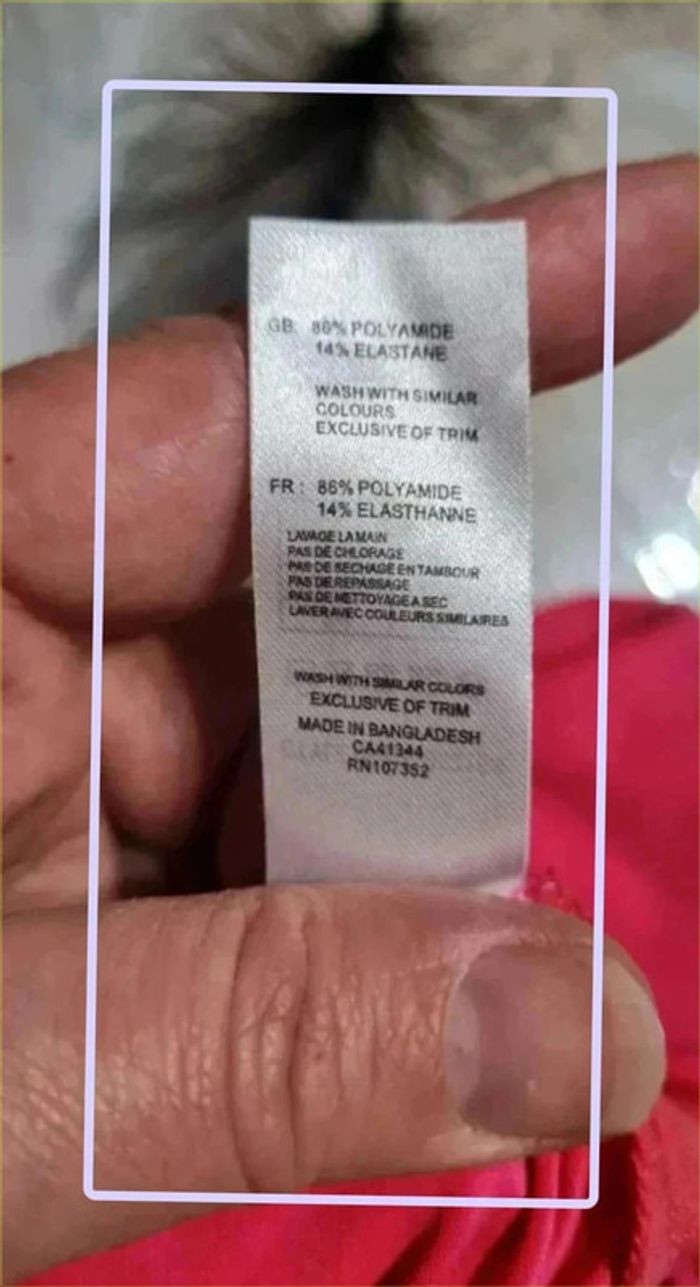 GB: 86% POLYAMIDE
14% ELASTANE
WASH WITH SIMILAR
COLOURS
EXCLUSIVE OF TRIM
FR : 86% POLYAMIDE
14% ELASTHANNE
LAVAGE LA MAIN
PAS DE CHLORAGE
PAS DE SECHAGE EN TAMBOUR
PAS DE REPASSAGE
PAS DE NETTOYAGE A SEC
LAVER AVEC COULEURS SIMILAIRES
WASH WITH SIMILAR COLORS
EXCLUSIVE OF TRIM
MADE IN BANGLADESH
CA41344
RN107352